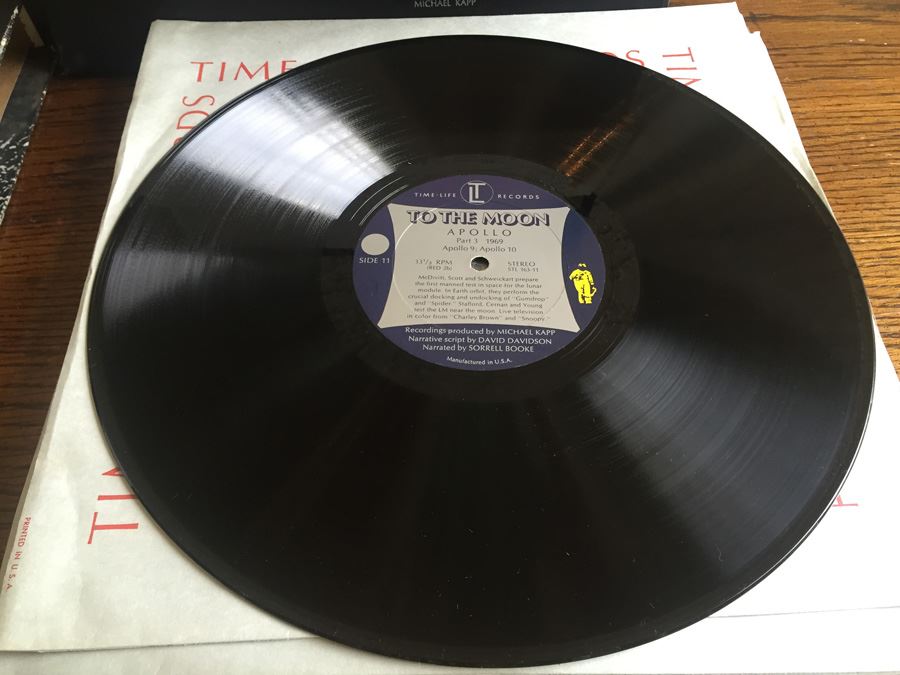 MICHAEL KAPP
TIME
DS
TIM
TIME·LIFE LT RECORDS
TO THE MOON
APOLLO
Part 3 1969
Apollo 9; Apollo 10
SIDE 11
33⅓ RPM
(RED 2b)
STEREO
STL 163-11
McDivitt, Scott and Schweickart prepare
the first manned test in space for the lunar
module. In Earth orbit, they perform the
crucial docking and undocking of "Gumdrop"
and "Spider." Stafford, Cernan and Young
test the LM near the moon. Live television
in color from "Charley Brown" and "Snoopy."
Recordings produced by MICHAEL KAPP
Narrative script by DAVID DAVIDSON
Narrated by SORRELL BOOKE
Manufactured in U.S.A.
PRINTED IN U.S.A.